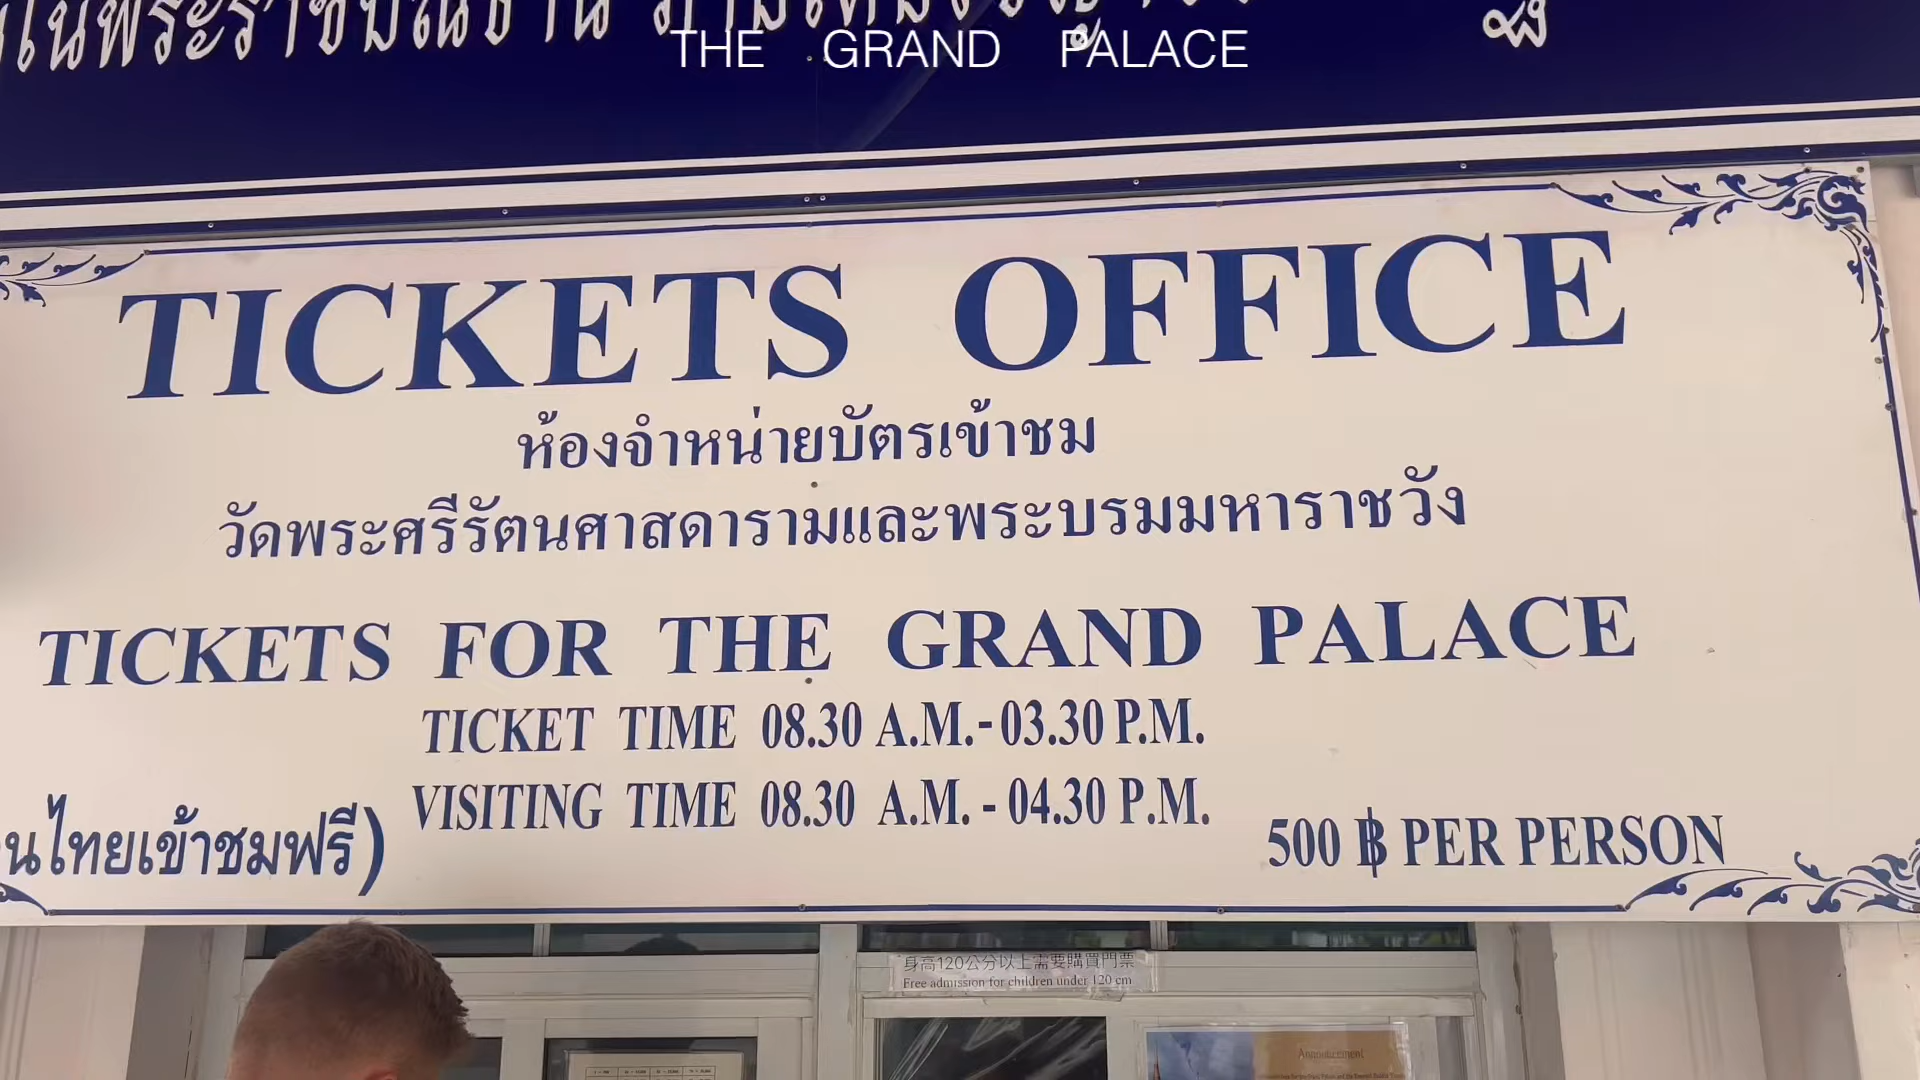 THE GRAND PALACE
TICKETS OFFICE
ห้องจำหน่ายบัตรเข้าชม
วัดพระศรีรัตนศาสดารามและพระบรมมหาราชวัง
TICKETS FOR THE GRAND PALACE
TICKET TIME 08.30 A.M.-03.30 P.M.
VISITING TIME 08.30 A.M. - 04.30 P.M.
นไทยเข้าชมฟรี)
500 ฿ PER PERSON
身高120公分以上需要購買門票
Free admission for children under 120 cm
Announcement